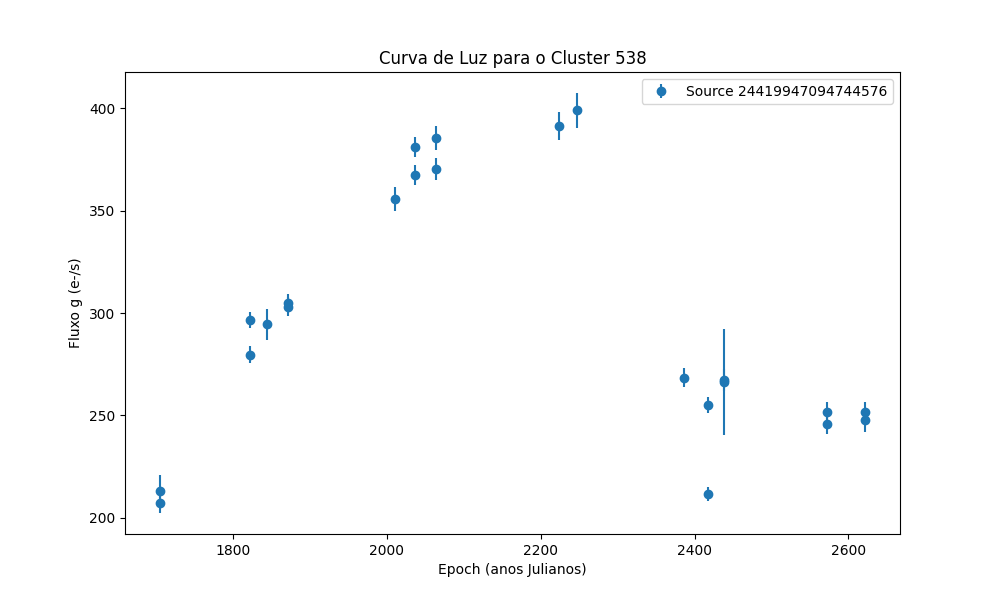 Curva de Luz para o Cluster 538
Source 24419947094744576
Fluxo g (e-/s)
400
350
300
250
200
1800
2000
2200
2400
2600
Epoch (anos Julianos)